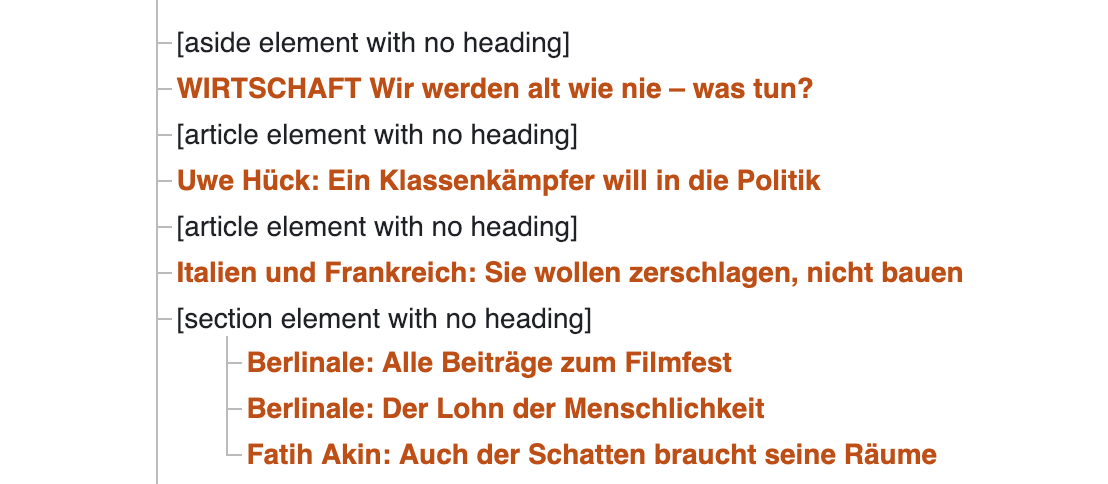 [aside element with no heading]
WIRTSCHAFT Wir werden alt wie nie – was tun?
[article element with no heading]
Uwe Hück: Ein Klassenkämpfer will in die Politik
[article element with no heading]
Italien und Frankreich: Sie wollen zerschlagen, nicht bauen
[section element with no heading]
Berlinale: Alle Beiträge zum Filmfest
Berlinale: Der Lohn der Menschlichkeit
Fatih Akin: Auch der Schatten braucht seine Räume